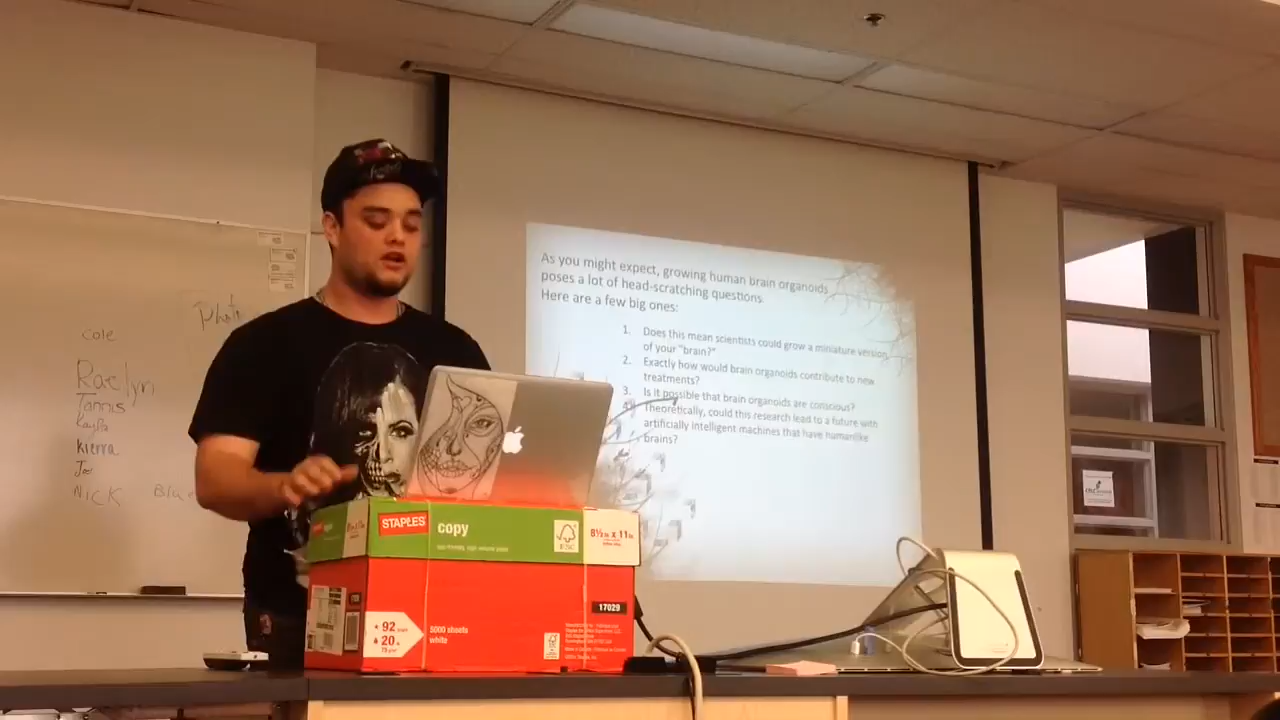 As you might expect, growing human brain organoids
poses a lot of head-scratching questions.
Here are a few big ones:
1. Does this mean scientists could grow a miniature version
of your "brain?"
2. Exactly how would brain organoids contribute to new
treatments?
3. Is it possible that brain organoids are conscious?
4. Theoretically, could this research lead to a future with
artificially intelligent machines that have humanlike
brains?
Photo
Cole
Raelyn
Tannis
Kayla
kierra
Joe
NICK Blue
STAPLES
copy
8½ in x 11 in
FSC
17029
92
20
5000 sheets
white